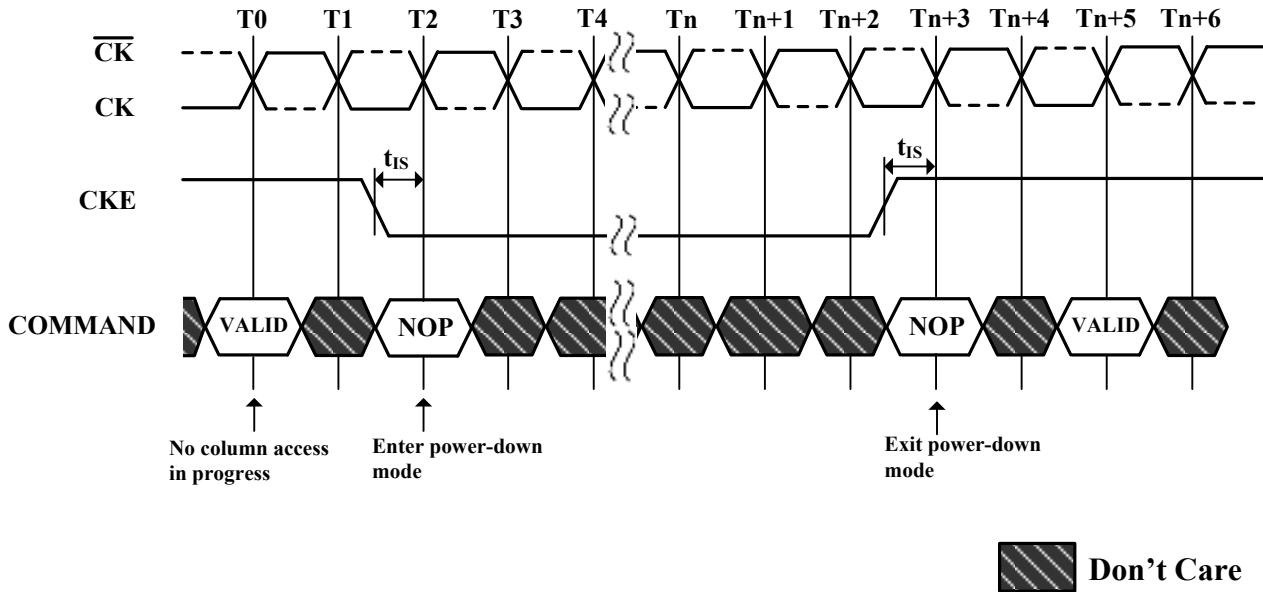 T0 T1 T2 T3 T4 Tn Tn+1 Tn+2 Tn+3 Tn+4 Tn+5 Tn+6
CK
CK
tIS tIS
CKE
COMMAND VALID NOP NOP VALID
No column access
in progress
Enter power-down
mode
Exit power-down
mode
Don't Care